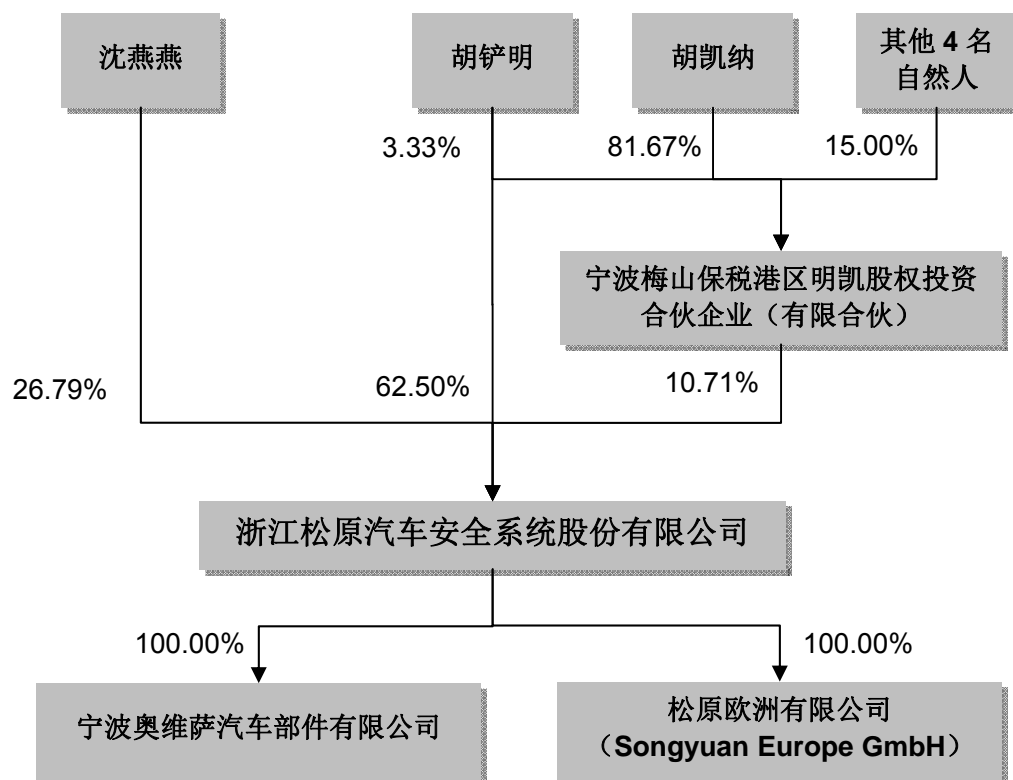 沈燕燕
胡铲明
胡凯纳
其他 4 名
自然人
3.33%
81.67%
15.00%
宁波梅山保税港区明凯股权投资
合伙企业（有限合伙）
26.79%
62.50%
10.71%
浙江松原汽车安全系统股份有限公司
100.00%
100.00%
宁波奥维萨汽车部件有限公司
松原欧洲有限公司
（Songyuan Europe GmbH）